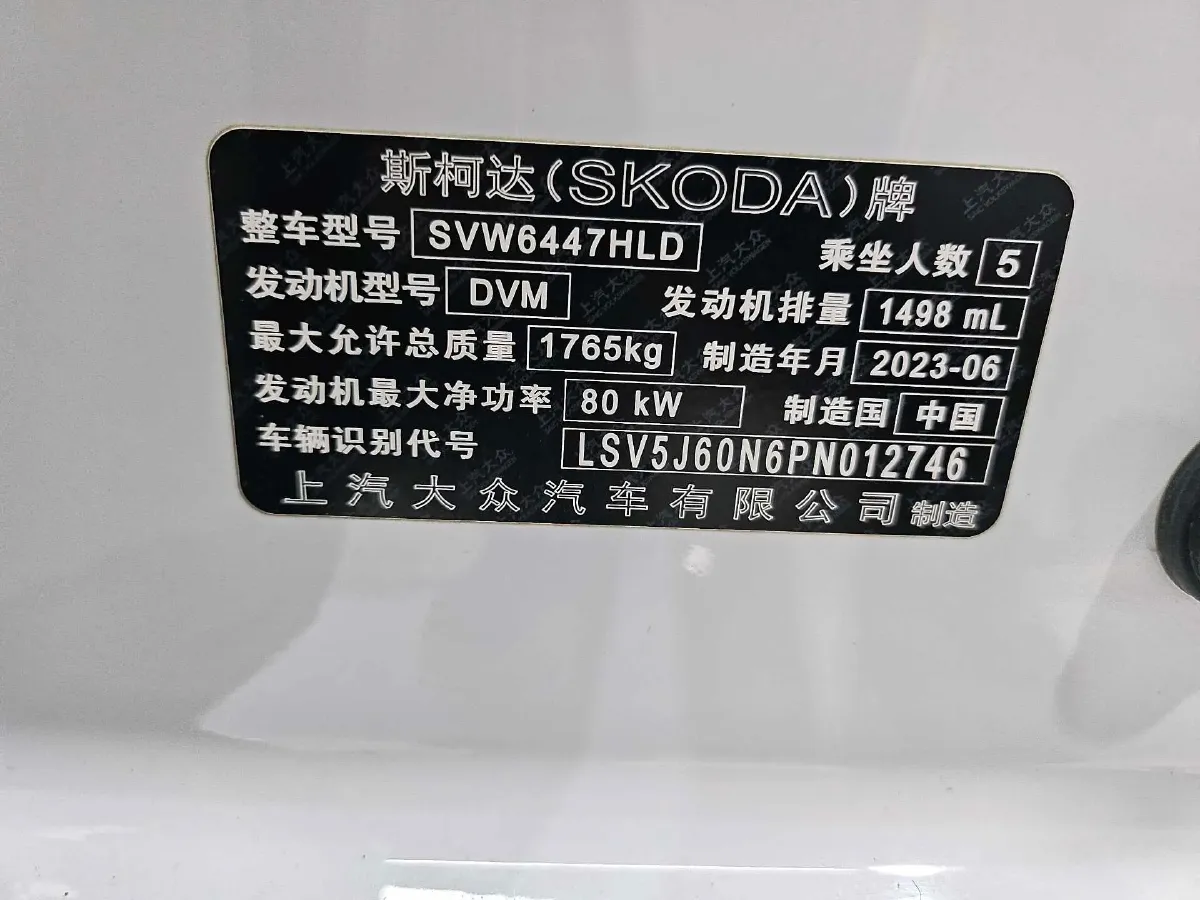 斯柯达(SKODA)牌
整车型号 SVW6447HLD 乘坐人数 5
发动机型号 DVM 发动机排量 1498 mL
最大允许总质量 1765kg 制造年月 2023-06
发动机最大净功率 80 kW 制造国 中国
车辆识别代号 LSV5J60N6PN012746
上汽大众汽车有限公司 制造